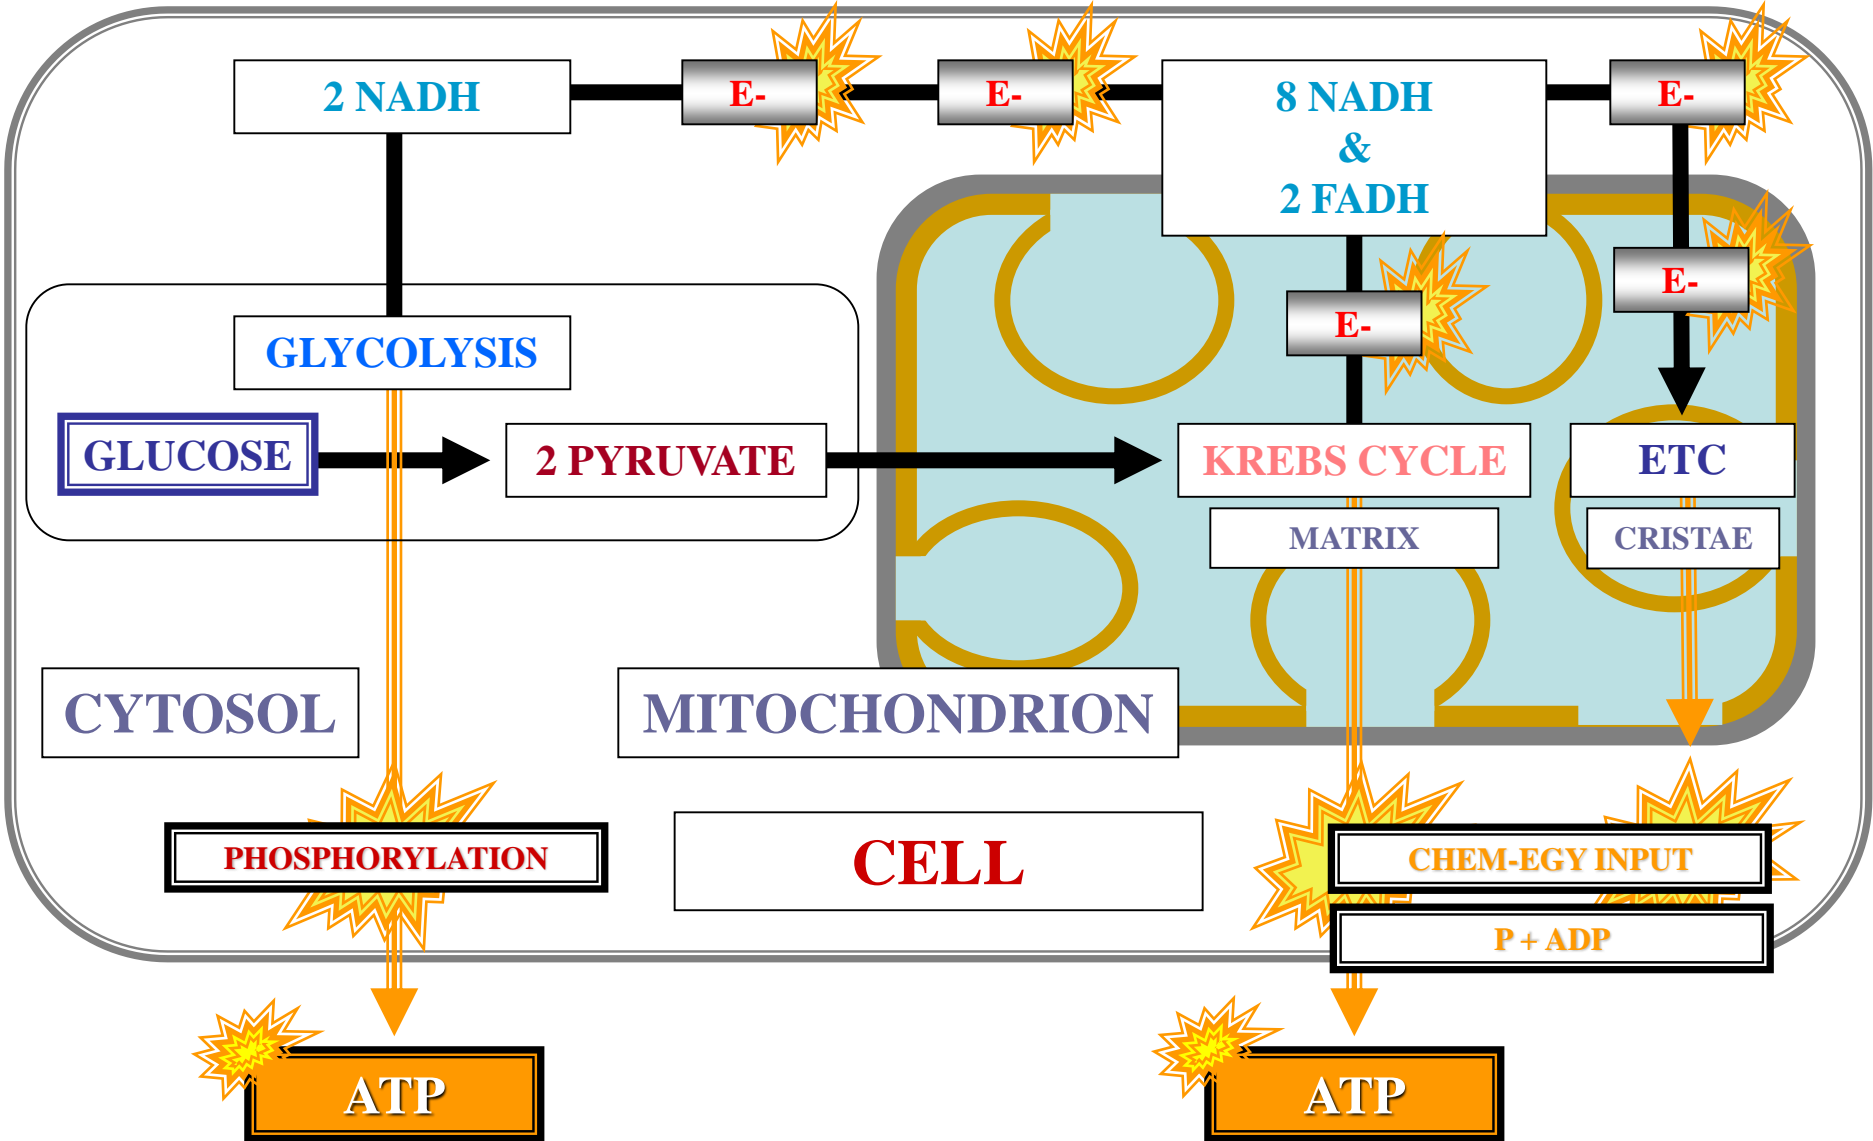 2 NADH
E-
E-
8 NADH
&
2 FADH
E-
E-
E-
GLYCOLYSIS
GLUCOSE
2 PYRUVATE
KREBS CYCLE
ETC
MATRIX
CRISTAE
CYTOSOL
MITOCHONDRION
PHOSPHORYLATION
CELL
CHEM-EGY INPUT
P + ADP
ATP
ATP